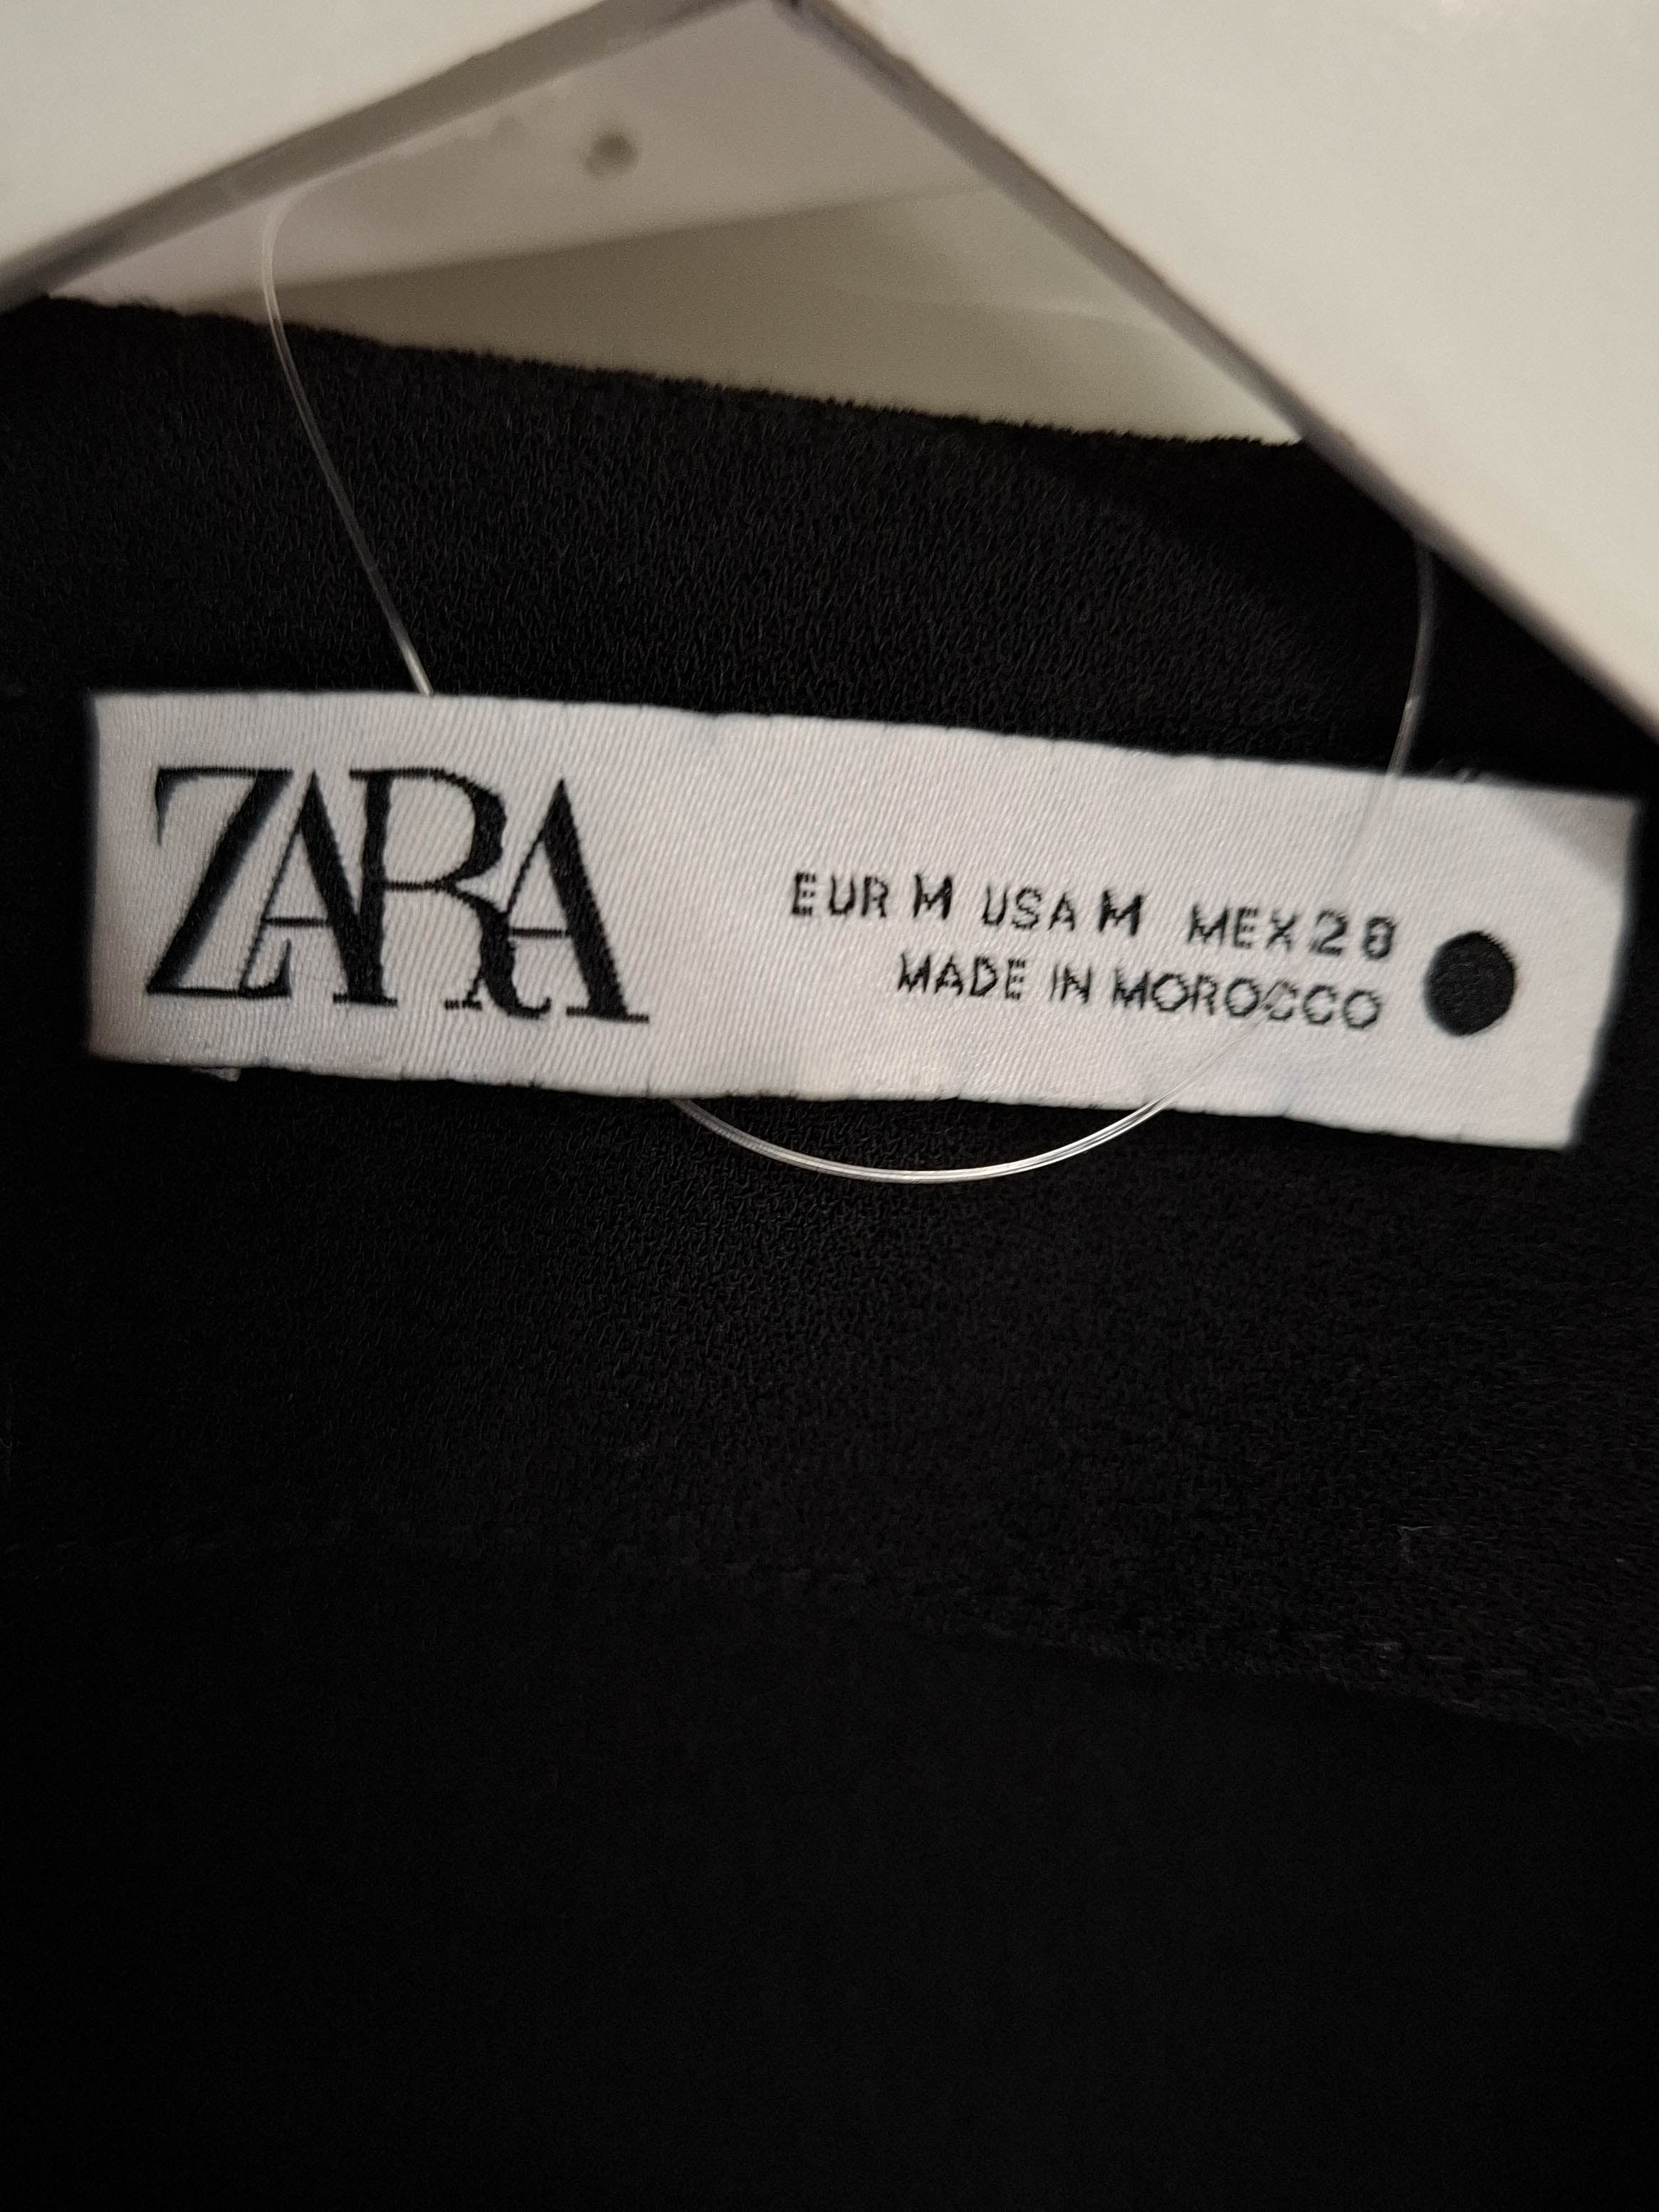 ZARA
EUR M USA M MEX 28
MADE IN MOROCCO